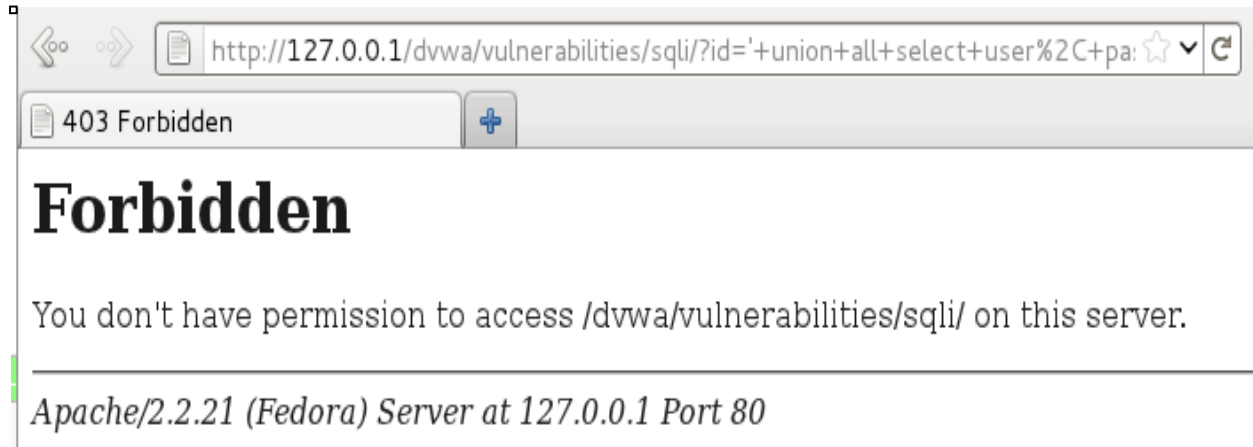 http://127.0.0.1/dvwa/vulnerabilities/sqli/?id='+union+all+select+user%2C+pa:
403 Forbidden
Forbidden
You don't have permission to access /dvwa/vulnerabilities/sqli/ on this server.
Apache/2.2.21 (Fedora) Server at 127.0.0.1 Port 80